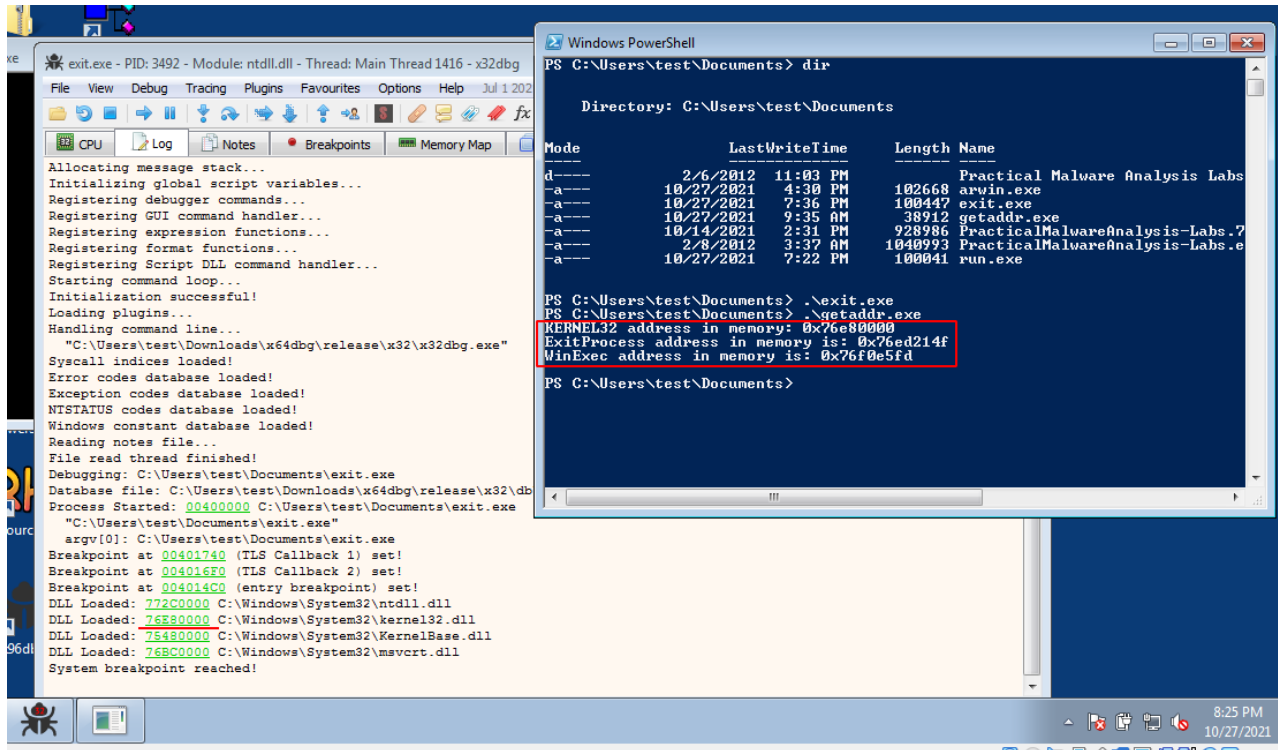 xe
exit.exe - PID: 3492 - Module: ntdll.dll - Thread: Main Thread 1416 - x32dbg
File View Debug Tracing Plugins Favourites Options Help Jul 1 202
CPU Log Notes Breakpoints Memory Map
Allocating message stack...
Initializing global script variables...
Registering debugger commands...
Registering GUI command handler...
Registering expression functions...
Registering format functions...
Registering Script DLL command handler...
Starting command loop...
Initialization successful!
Loading plugins...
Handling command line...
"C:\Users\test\Downloads\x64dbg\release\x32\x32dbg.exe"
Syscall indices loaded!
Error codes database loaded!
Exception codes database loaded!
NTSTATUS codes database loaded!
Windows constant database loaded!
Reading notes file...
File read thread finished!
Debugging: C:\Users\test\Documents\exit.exe
Database file: C:\Users\test\Downloads\x64dbg\release\x32\db
Process Started: 00400000 C:\Users\test\Documents\exit.exe
"C:\Users\test\Documents\exit.exe"
argv[0]: C:\Users\test\Documents\exit.exe
Breakpoint at 00401740 (TLS Callback 1) set!
Breakpoint at 004016F0 (TLS Callback 2) set!
Breakpoint at 004014C0 (entry breakpoint) set!
DLL Loaded: 772C0000 C:\Windows\System32\ntdll.dll
DLL Loaded: 76E80000 C:\Windows\System32\kernel32.dll
DLL Loaded: 75480000 C:\Windows\System32\KernelBase.dll
DLL Loaded: 76BC0000 C:\Windows\System32\msvcrt.dll
System breakpoint reached!
ourc
96db
Windows PowerShell
PS C:\Users\test\Documents> dir
Directory: C:\Users\test\Documents
Mode LastWriteTime Length Name
---- ------------- ------ ----
d---- 2/6/2012 11:03 PM Practical Malware Analysis Labs
-a--- 10/27/2021 4:30 PM 102668 arwin.exe
-a--- 10/27/2021 7:36 PM 100447 exit.exe
-a--- 10/27/2021 9:35 AM 38912 getaddr.exe
-a--- 10/14/2021 2:31 PM 928986 PracticalMalwareAnalysis-Labs.7
-a--- 2/8/2012 3:37 AM 1040993 PracticalMalwareAnalysis-Labs.e
-a--- 10/27/2021 7:22 PM 100041 run.exe
PS C:\Users\test\Documents> .\exit.exe
PS C:\Users\test\Documents> .\getaddr.exe
KERNEL32 address in memory: 0x76e80000
ExitProcess address in memory is: 0x76ed214f
WinExec address in memory is: 0x76f0e5fd
PS C:\Users\test\Documents>
8:25 PM
10/27/2021